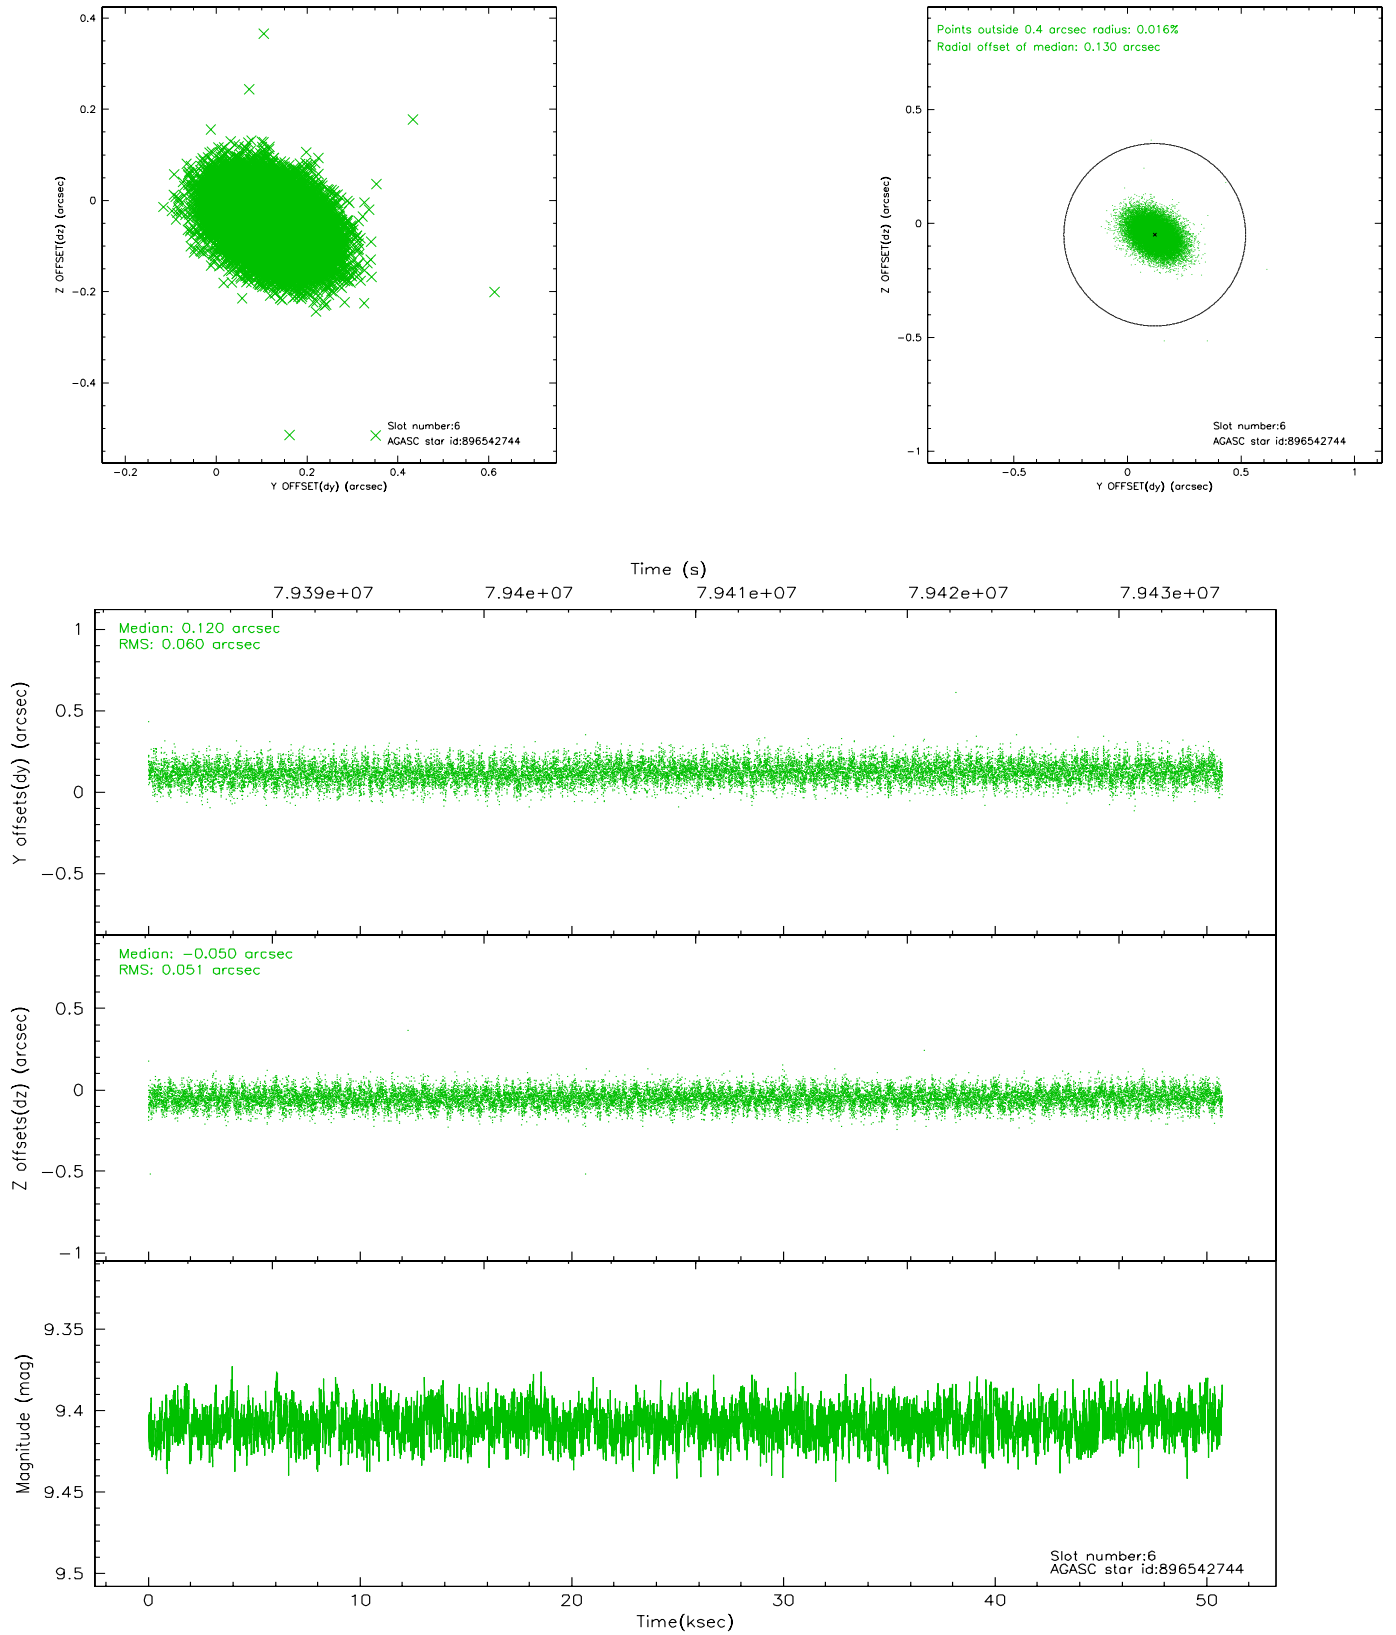 0.4
0.2
0
−0.2
−0.4
Z OFFSET(dz) (arcsec)
−0.2
0
0.2
0.4
0.6
Y OFFSET(dy) (arcsec)
Slot number:6
AGASC star id:896542744
Points outside 0.4 arcsec radius: 0.016%
Radial offset of median: 0.130 arcsec
0.5
0
−0.5
−1
Z OFFSET(dz) (arcsec)
−0.5
0
0.5
1
Y OFFSET(dy) (arcsec)
Slot number:6
AGASC star id:896542744
Time (s)
7.939e+07
7.94e+07
7.941e+07
7.942e+07
7.943e+07
Median: 0.120 arcsec
RMS: 0.060 arcsec
1
0.5
0
−0.5
Y offsets(dy) (arcsec)
Median: −0.050 arcsec
RMS: 0.051 arcsec
0.5
0
−0.5
−1
Z offsets(dz) (arcsec)
9.35
9.4
9.45
9.5
Magnitude (mag)
Slot number:6
AGASC star id:896542744
0
10
20
30
40
50
Time(ksec)